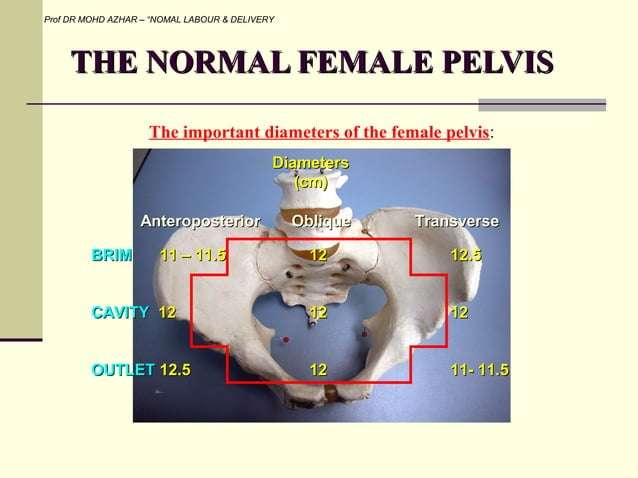 Prof DR MOHD AZHAR – “NOMAL LABOUR & DELIVERY
THE NORMAL FEMALE PELVIS
The important diameters of the female pelvis:
Diameters
(cm)
Anteroposterior Oblique Transverse
BRIM 11 – 11.5 12 12.5
CAVITY 12 12 12
OUTLET 12.5 12 11- 11.5